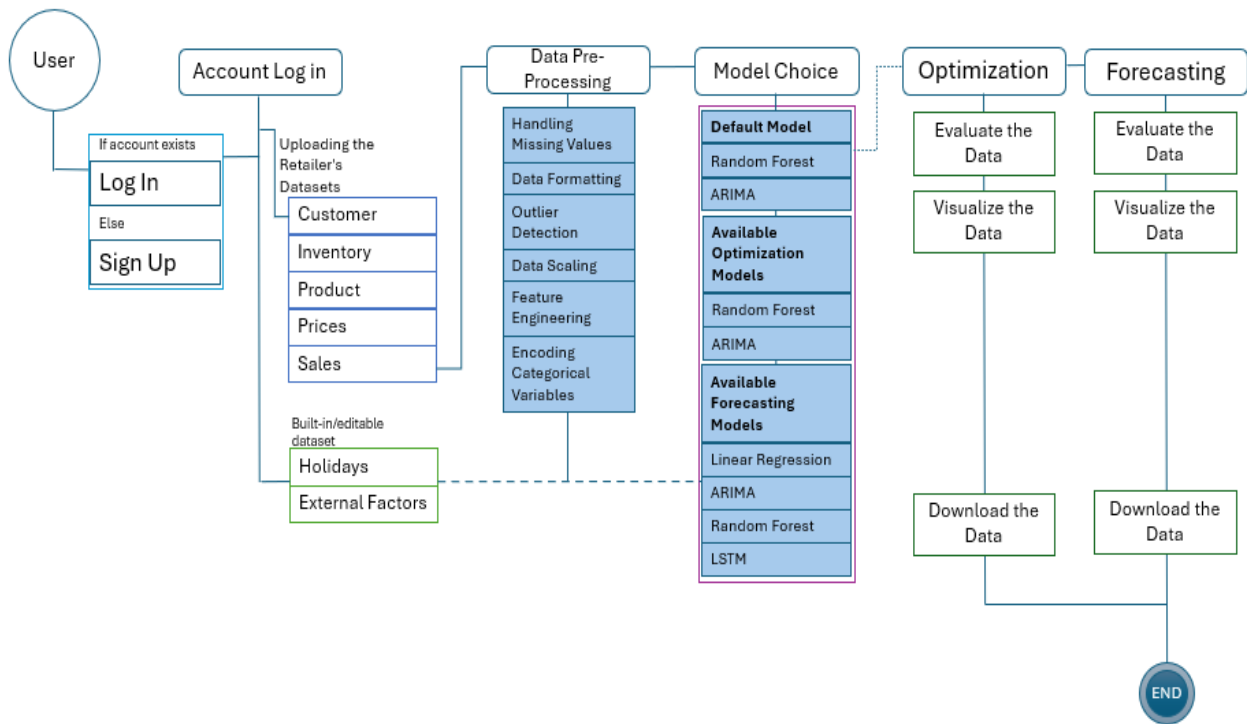 User
Account Log in
If account exists
Log In
Else
Sign Up
Uploading the
Retailer's
Datasets
Customer
Inventory
Product
Prices
Sales
Built-in/editable
dataset
Holidays
External Factors
Data Pre-
Processing
Handling
Missing Values
Data Formatting
Outlier
Detection
Data Scaling
Feature
Engineering
Encoding
Categorical
Variables
Model Choice
Default Model
Random Forest
ARIMA
Available
Optimization
Models
Random Forest
ARIMA
Available
Forecasting
Models
Linear Regression
ARIMA
Random Forest
LSTM
Optimization
Evaluate the
Data
Visualize the
Data
Download the
Data
Forecasting
Evaluate the
Data
Visualize the
Data
Download the
Data
END